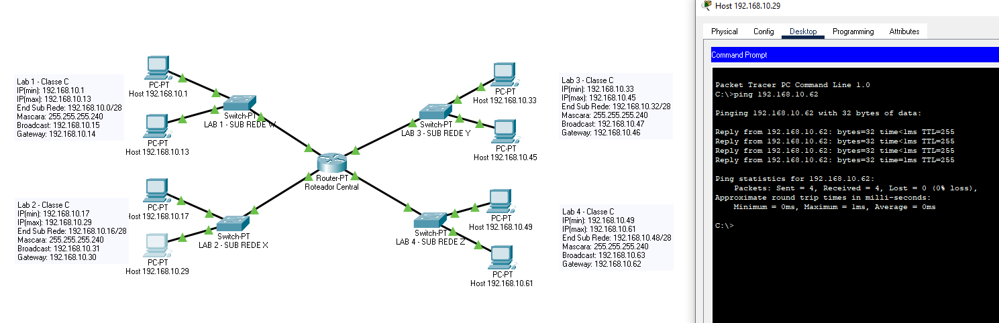 Host 192.168.10.29
Physical Config Desktop Programming Attributes
Command Prompt
Packet Tracer PC Command Line 1.0
C:\>ping 192.168.10.62
Pinging 192.168.10.62 with 32 bytes of data:
Reply from 192.168.10.62: bytes=32 time<1ms TTL=255
Reply from 192.168.10.62: bytes=32 time<1ms TTL=255
Reply from 192.168.10.62: bytes=32 time<1ms TTL=255
Reply from 192.168.10.62: bytes=32 time=1ms TTL=255
Ping statistics for 192.168.10.62:
Packets: Sent = 4, Received = 4, Lost = 0 (0% loss),
Approximate round trip times in milli-seconds:
Minimum = 0ms, Maximum = 1ms, Average = 0ms
C:\>
Lab 1 - Classe C
IP(min): 192.168.10.1
IP(max): 192.168.10.13
End Sub Rede: 192.168.10.0/28
Mascara: 255.255.255.240
Broadcast: 192.168.10.15
Gateway: 192.168.10.14
PC-PT
Host 192.168.10.1
Switch-PT
LAB 1 - SUB REDE W
PC-PT
Host 192.168.10.13
Lab 3 - Classe C
IP(min): 192.168.10.33
IP(max): 192.168.10.45
End Sub Rede: 192.168.10.32/28
Mascara: 255.255.255.240
Broadcast: 192.168.10.47
Gateway: 192.168.10.46
PC-PT
Host 192.168.10.33
Switch-PT
LAB 3 - SUB REDE Y
PC-PT
Host 192.168.10.45
Router-PT
Roteador Central
Lab 2 - Classe C
IP(min): 192.168.10.17
IP(max): 192.168.10.29
End Sub Rede: 192.168.10.16/28
Mascara: 255.255.255.240
Broadcast: 192.168.10.31
Gateway: 192.168.10.30
PC-PT
Host 192.168.10.17
Switch-PT
LAB 2 - SUB REDE X
PC-PT
Host 192.168.10.29
Lab 4 - Classe C
IP(min): 192.168.10.49
IP(max): 192.168.10.61
End Sub Rede: 192.168.10.48/28
Mascara: 255.255.255.240
Broadcast: 192.168.10.63
Gateway: 192.168.10.62
PC-PT
Host 192.168.10.49
Switch-PT
LAB 4 - SUB REDE Z
PC-PT
Host 192.168.10.61